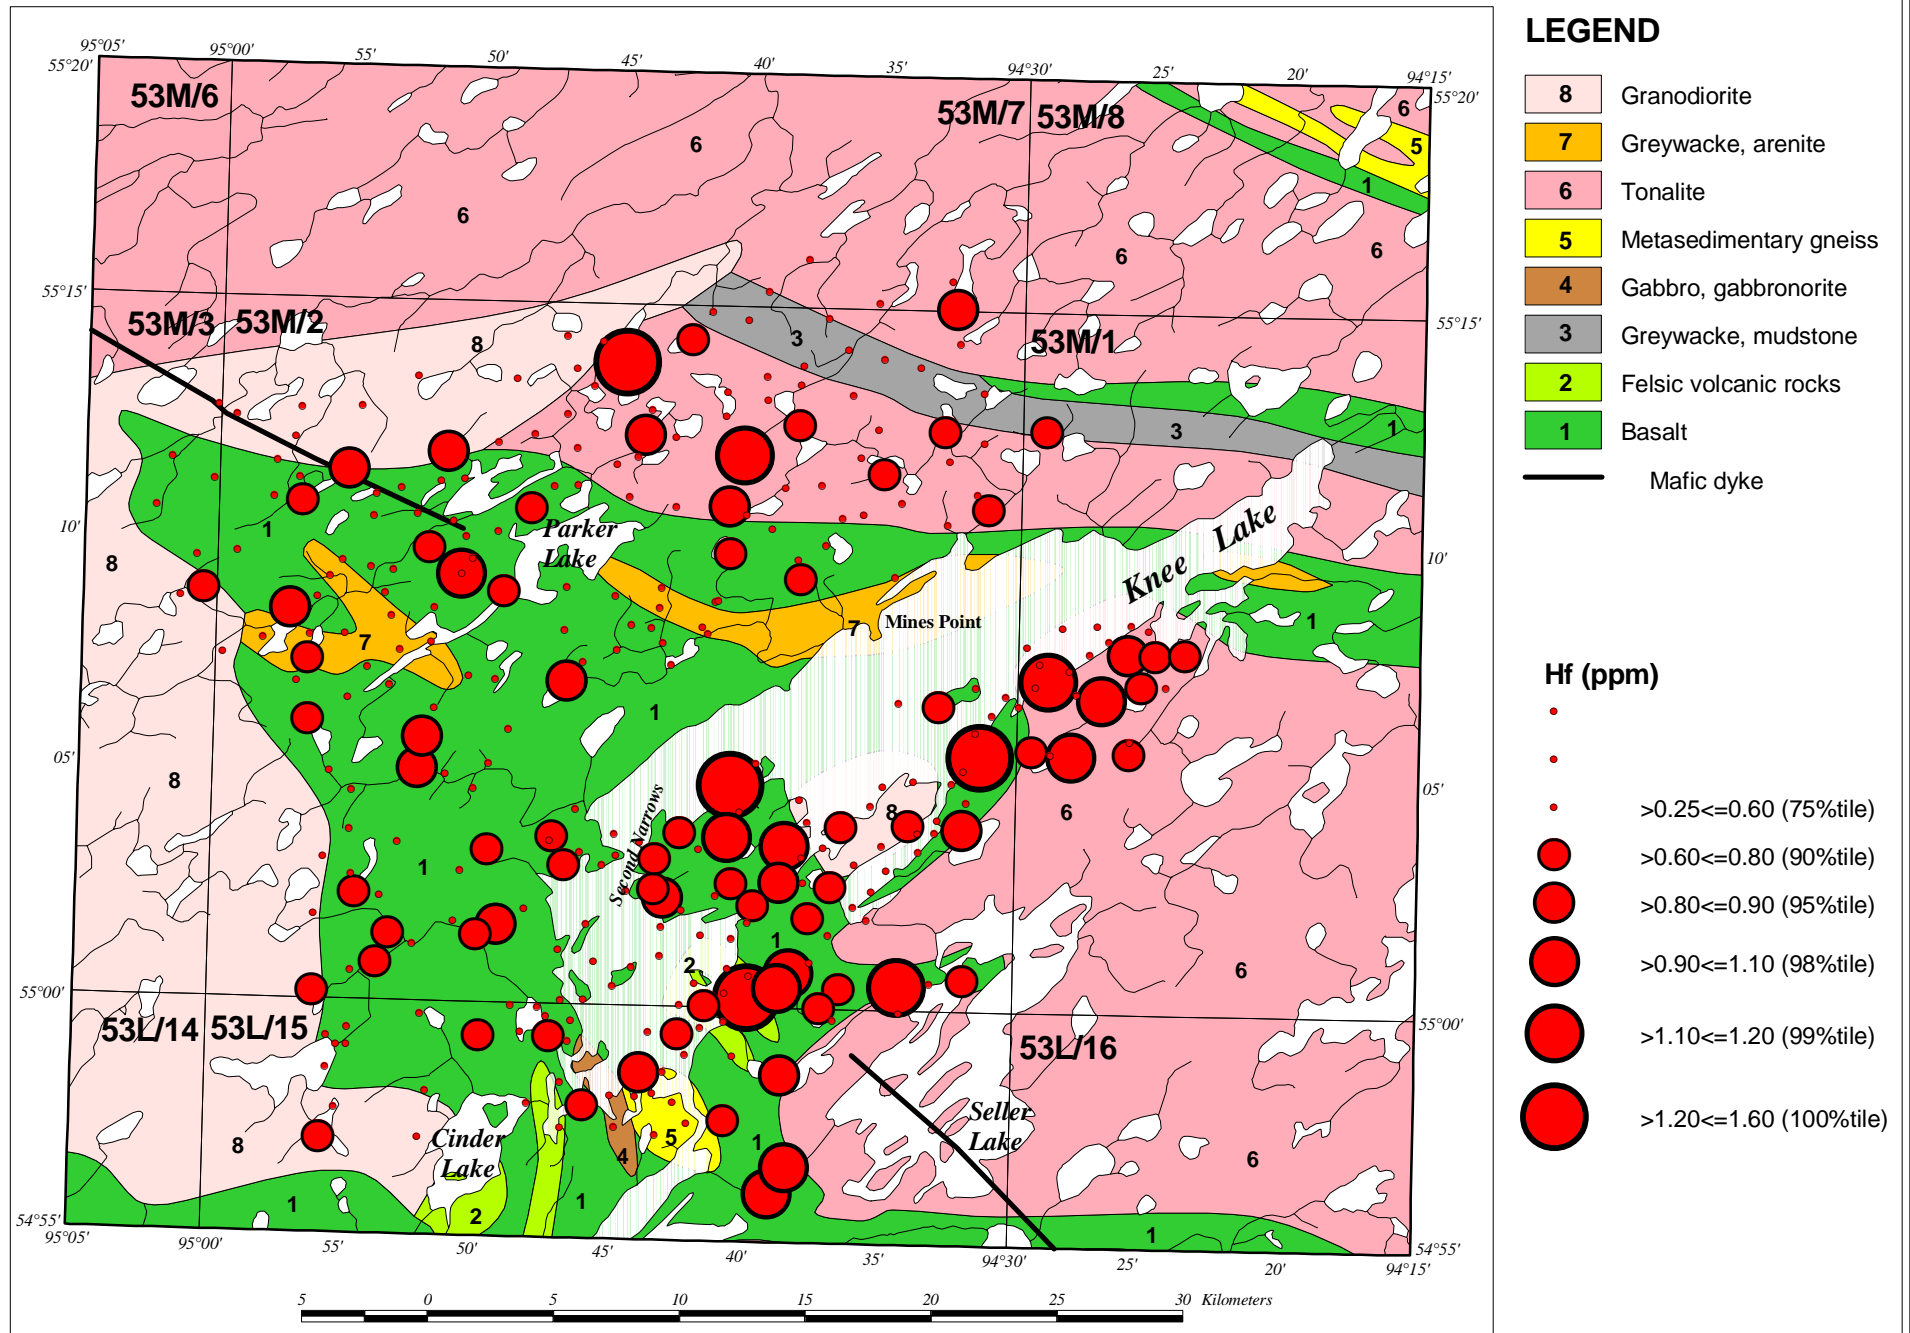 95°05'
95°00'
55'
50'
45'
40'
35'
94°30'
25'
20'
94°15'
55°20'
55°20'
53M/6
53M/7
53M/8
6
6
5
6
1
6
6
6
55°15'
55°15'
53M/3
53M/2
53M/1
8
3
3
1
10'
10'
1
Parker
Lake
Knee
Lake
8
7
7
Mines Point
1
1
05'
05'
8
8
6
Second Narrows
1
1
2
6
55°00'
55°00'
53L/14
53L/15
53L/16
Seller
Lake
Cinder
Lake
8
5
4
1
6
1
2
1
1
54°55'
54°55'
95°05'
95°00'
55'
50'
45'
40'
35'
94°30'
25'
20'
94°15'
5
0
5
10
15
20
25
30
Kilometers
LEGEND
8 Granodiorite
7 Greywacke, arenite
6 Tonalite
5 Metasedimentary gneiss
4 Gabbro, gabbronorite
3 Greywacke, mudstone
2 Felsic volcanic rocks
1 Basalt
Mafic dyke
Hf (ppm)
>0.25<=0.60 (75%tile)
>0.60<=0.80 (90%tile)
>0.80<=0.90 (95%tile)
>0.90<=1.10 (98%tile)
>1.10<=1.20 (99%tile)
>1.20<=1.60 (100%tile)